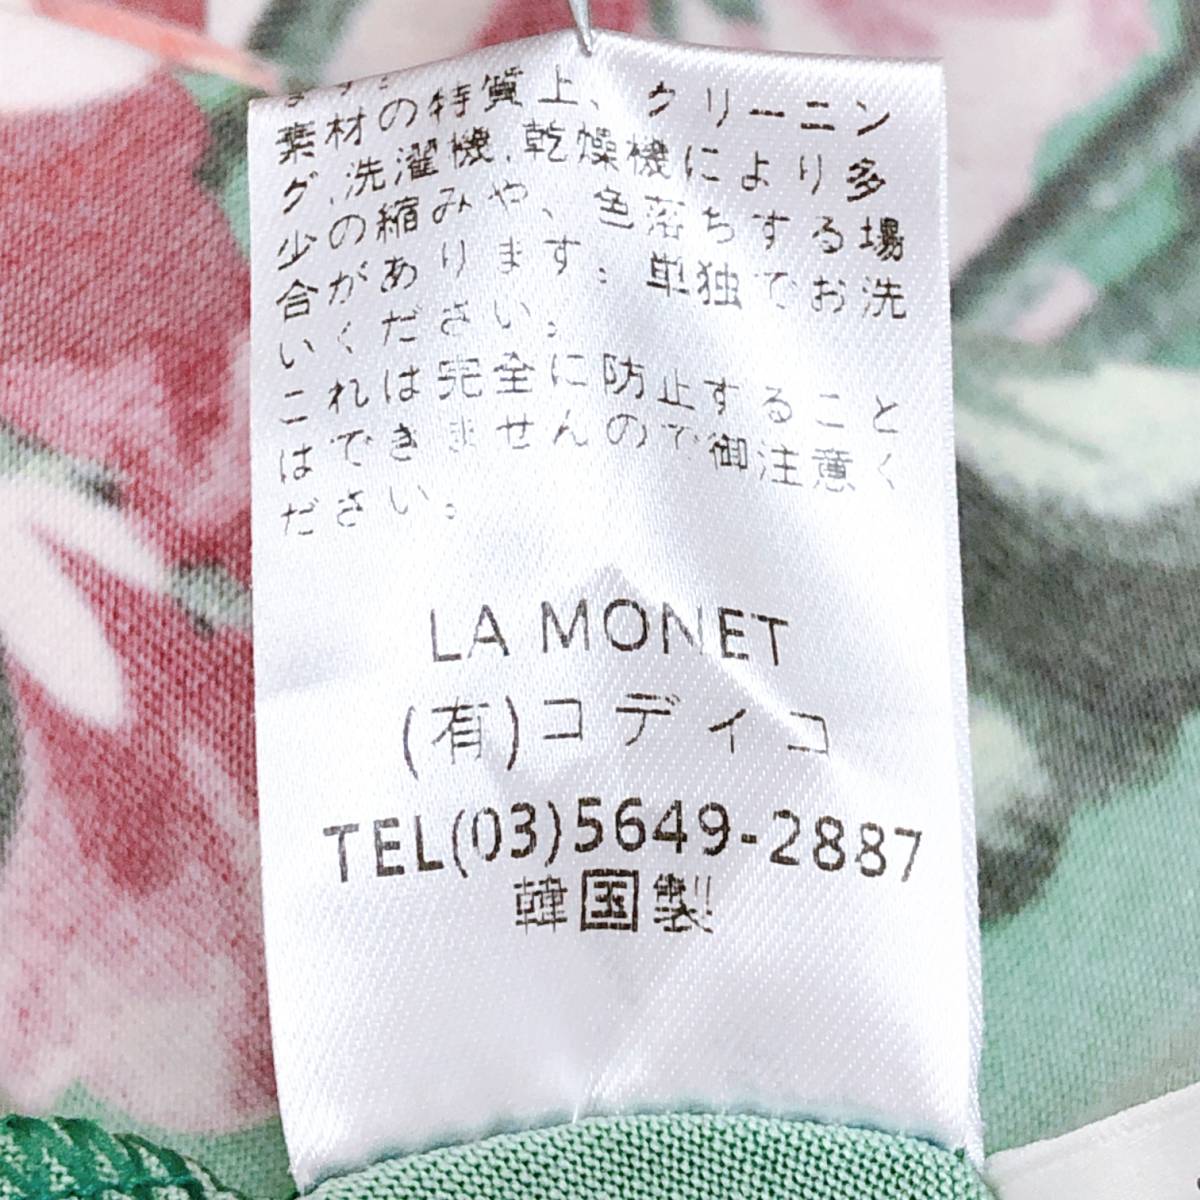 素材の特質上、クリーニン
グ、洗濯機、乾燥機により多
少の縮みや、色落ちする場
合があります。単独でお洗
いください。
これは完全に防止すること
はできませんので御注意く
ださい。
LA MONET
(有)コディコ
TEL(03)5649-2887
韓国製